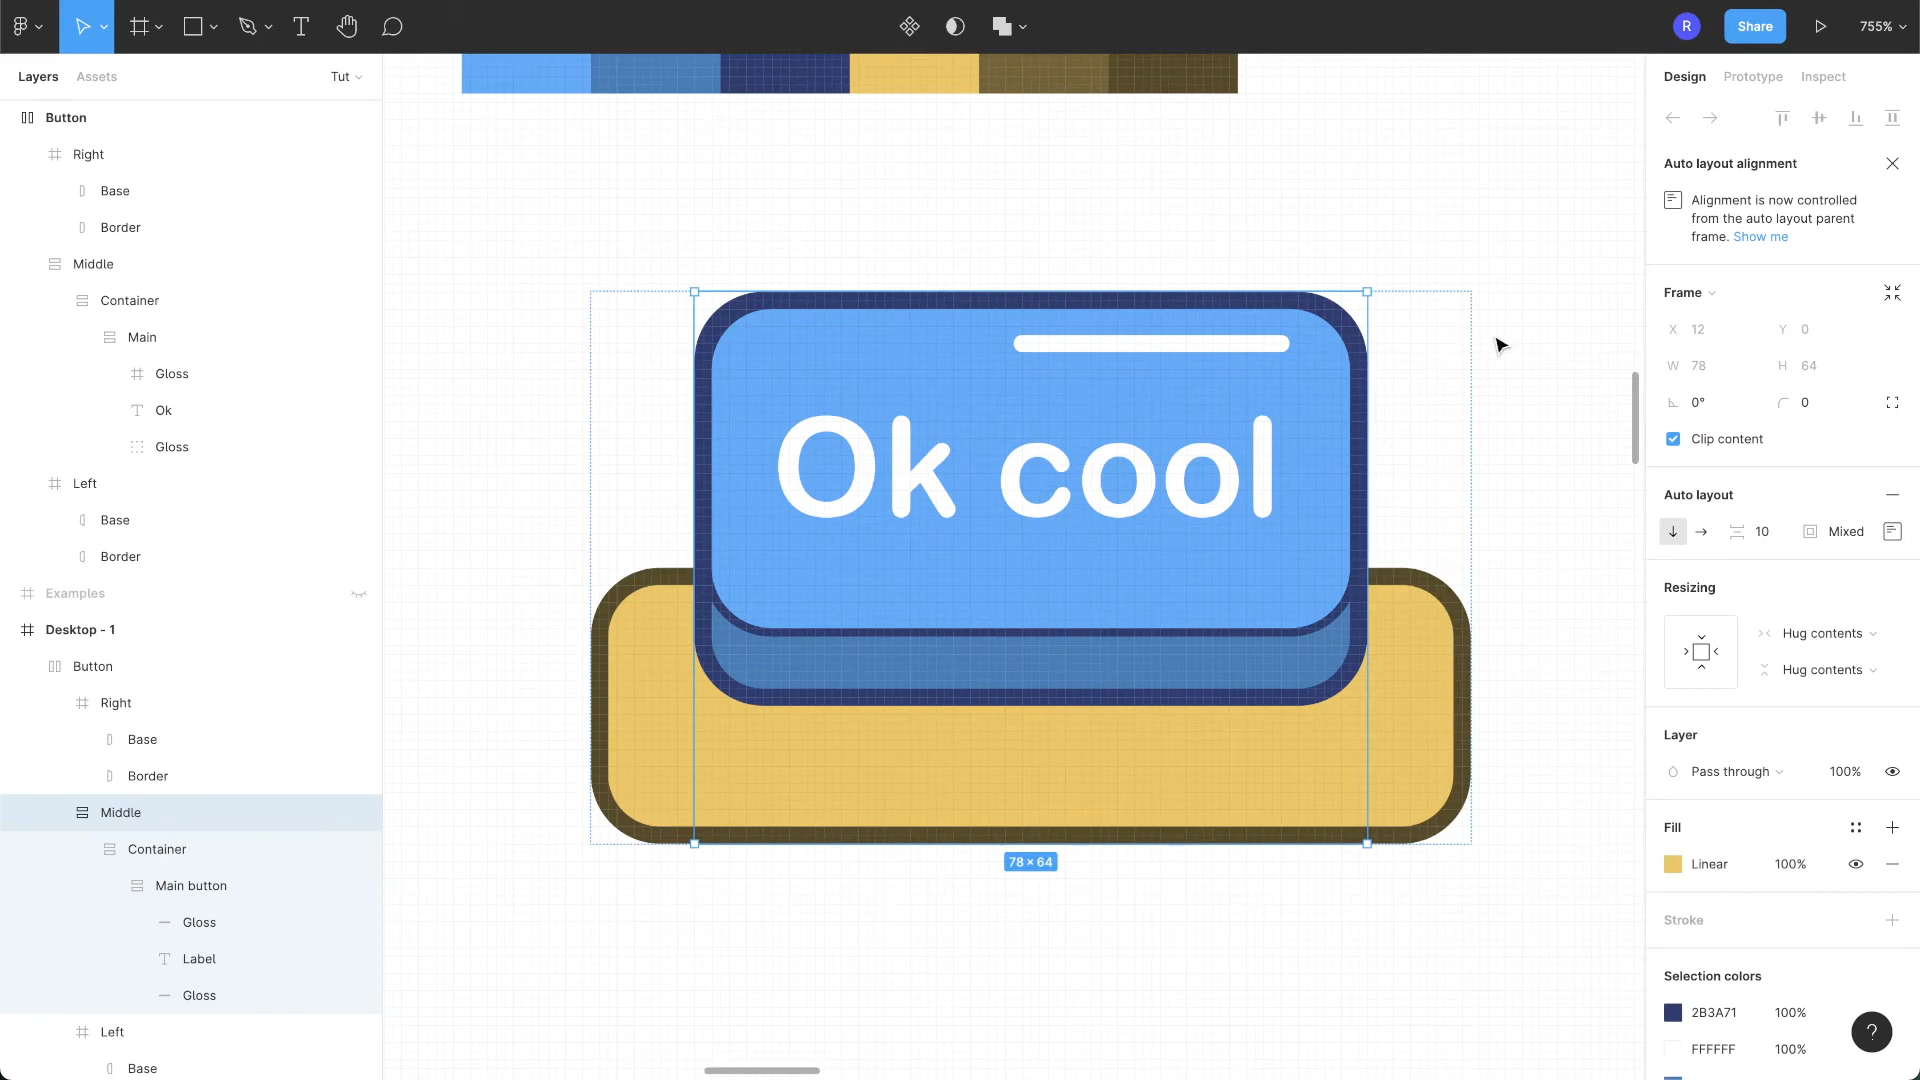 R
Share
755%
Layers
Assets
Tut
Design
Prototype
Inspect
Button
Right
Base
Border
Middle
Container
Main
Gloss
Ok
Gloss
Left
Base
Border
Examples
Desktop - 1
Button
Right
Base
Border
Middle
Container
Main button
Gloss
Label
Gloss
Left
Base
Ok cool
78 × 64
Auto layout alignment
Alignment is now controlled
from the auto layout parent
frame. Show me
Frame
X 12 Y 0
W 78 H 64
0° 0
Clip content
Auto layout
10 Mixed
Resizing
Hug contents
Hug contents
Layer
Pass through 100%
Fill
Linear 100%
Stroke
Selection colors
2B3A71 100%
FFFFFF 100%
?